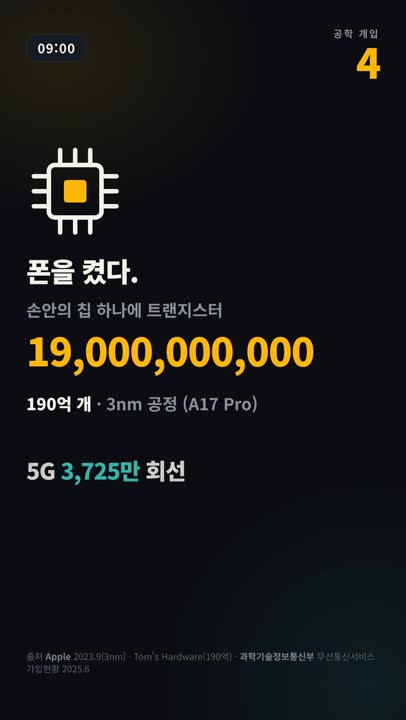 09:00
공학 개입
4
폰을 켰다.
손안의 칩 하나에 트랜지스터
19,000,000,000
190억 개 · 3nm 공정 (A17 Pro)
5G 3,725만 회선
출처 Apple 2023.9(3nm) · Tom's Hardware(190억) · 과학기술정보통신부 무선통신서비스
가입현황 2025.6